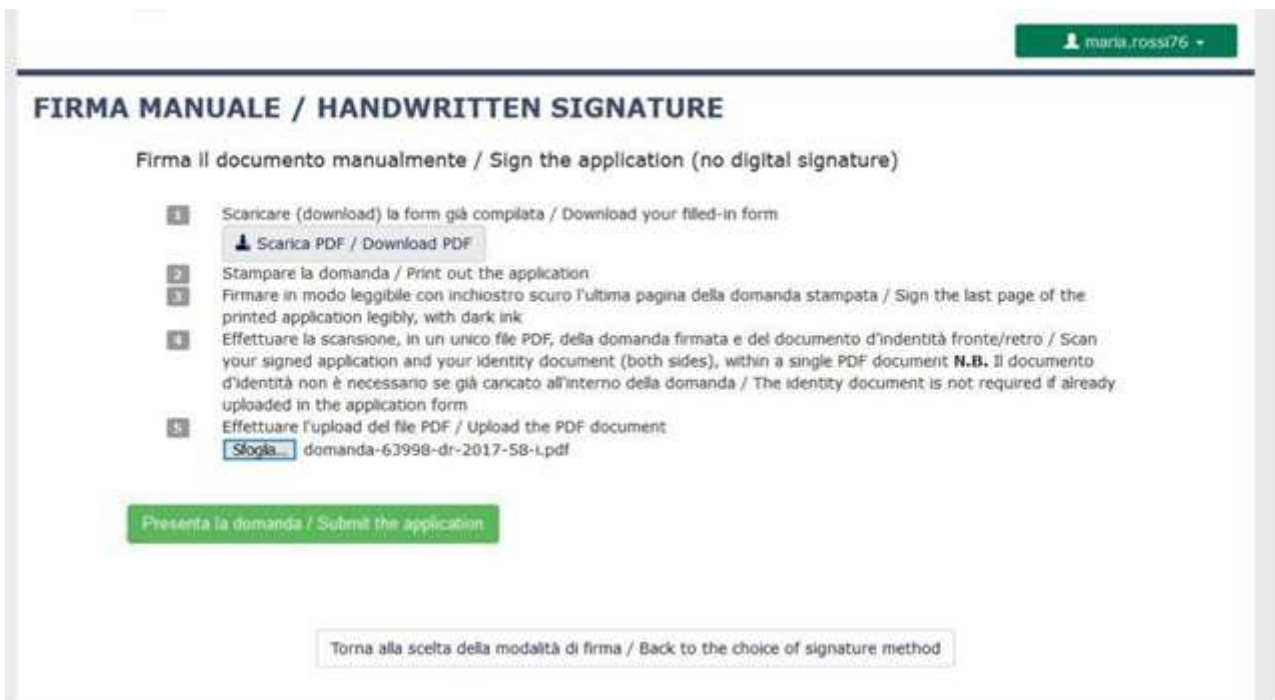 maria.rossi76
FIRMA MANUALE / HANDWRITTEN SIGNATURE
Firma il documento manualmente / Sign the application (no digital signature)
1 Scaricare (download) la form già compilata / Download your filled-in form
Scarica PDF / Download PDF
2 Stampare la domanda / Print out the application
3 Firmare in modo leggibile con inchiostro scuro l'ultima pagina della domanda stampata / Sign the last page of the
printed application legibly, with dark ink
4 Effettuare la scansione, in un unico file PDF, della domanda firmata e del documento d'indentità fronte/retro / Scan
your signed application and your identity document (both sides), within a single PDF document N.B. Il documento
d'identità non è necessario se già caricato all'interno della domanda / The identity document is not required if already
uploaded in the application form
5 Effettuare l'upload del file PDF / Upload the PDF document
Sfoglia... domanda-63998-dr-2017-58-i.pdf
Presenta la domanda / Submit the application
Torna alla scelta della modalità di firma / Back to the choice of signature method